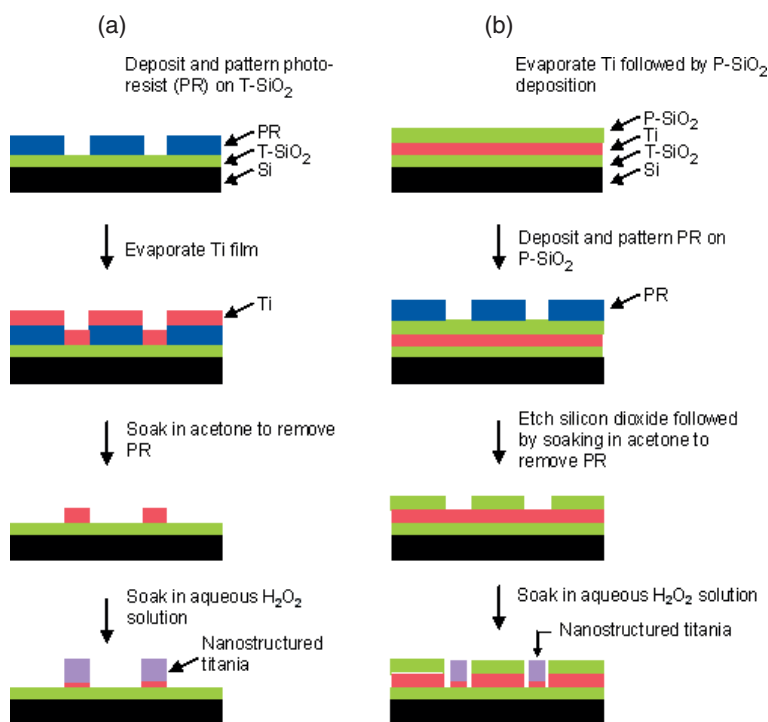 (a)
Deposit and pattern photo-
resist (PR) on T-SiO₂
PR
T-SiO₂
Si
Evaporate Ti film
Ti
Soak in acetone to remove
PR
Soak in aqueous H₂O₂
solution
Nanostructured
titania
(b)
Evaporate Ti followed by P-SiO₂
deposition
P-SiO₂
Ti
T-SiO₂
Si
Deposit and pattern PR on
P-SiO₂
PR
Etch silicon dioxide followed
by soaking in acetone to
remove PR
Soak in aqueous H₂O₂ solution
Nanostructured titania